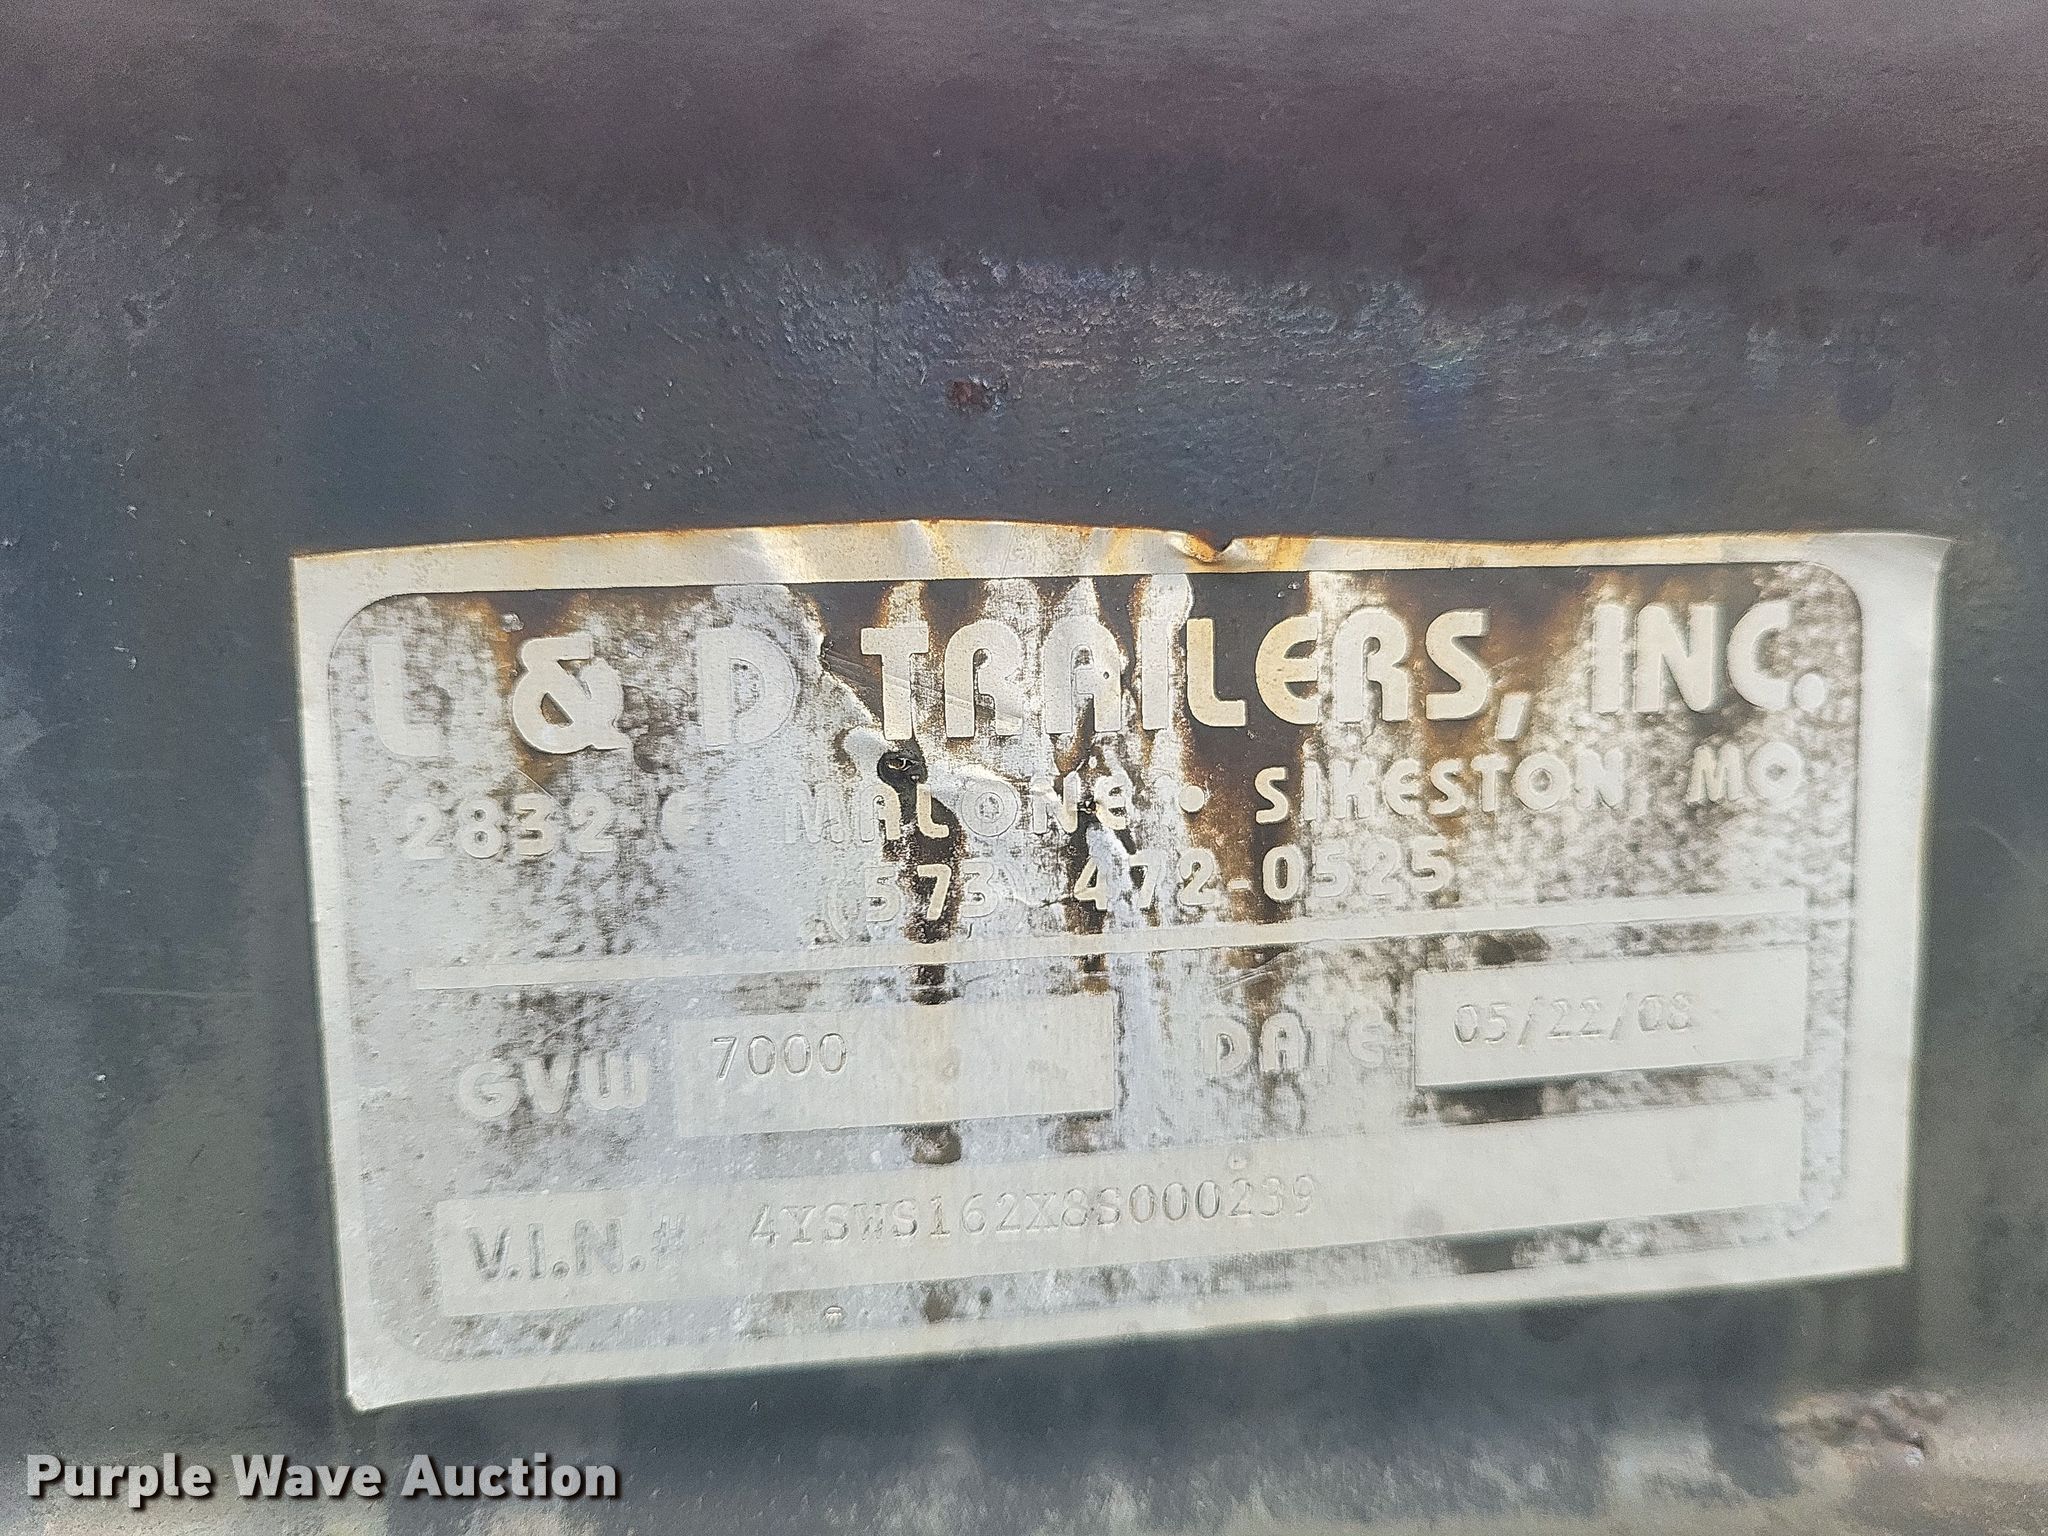 L & D TRAILERS, INC.
2832 E. MALONE • SIKESTON, MO
(573) 472-0525
GVW 7000 DATE 05/22/08
V.I.N.# 4YSWS162X8S000239
Purple Wave Auction